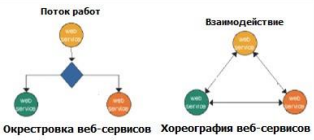 Поток работ
web service
web service
web service
Окрестровка веб-сервисов
Взаимодействие
web service
web service
web service
Хореография веб-сервисов